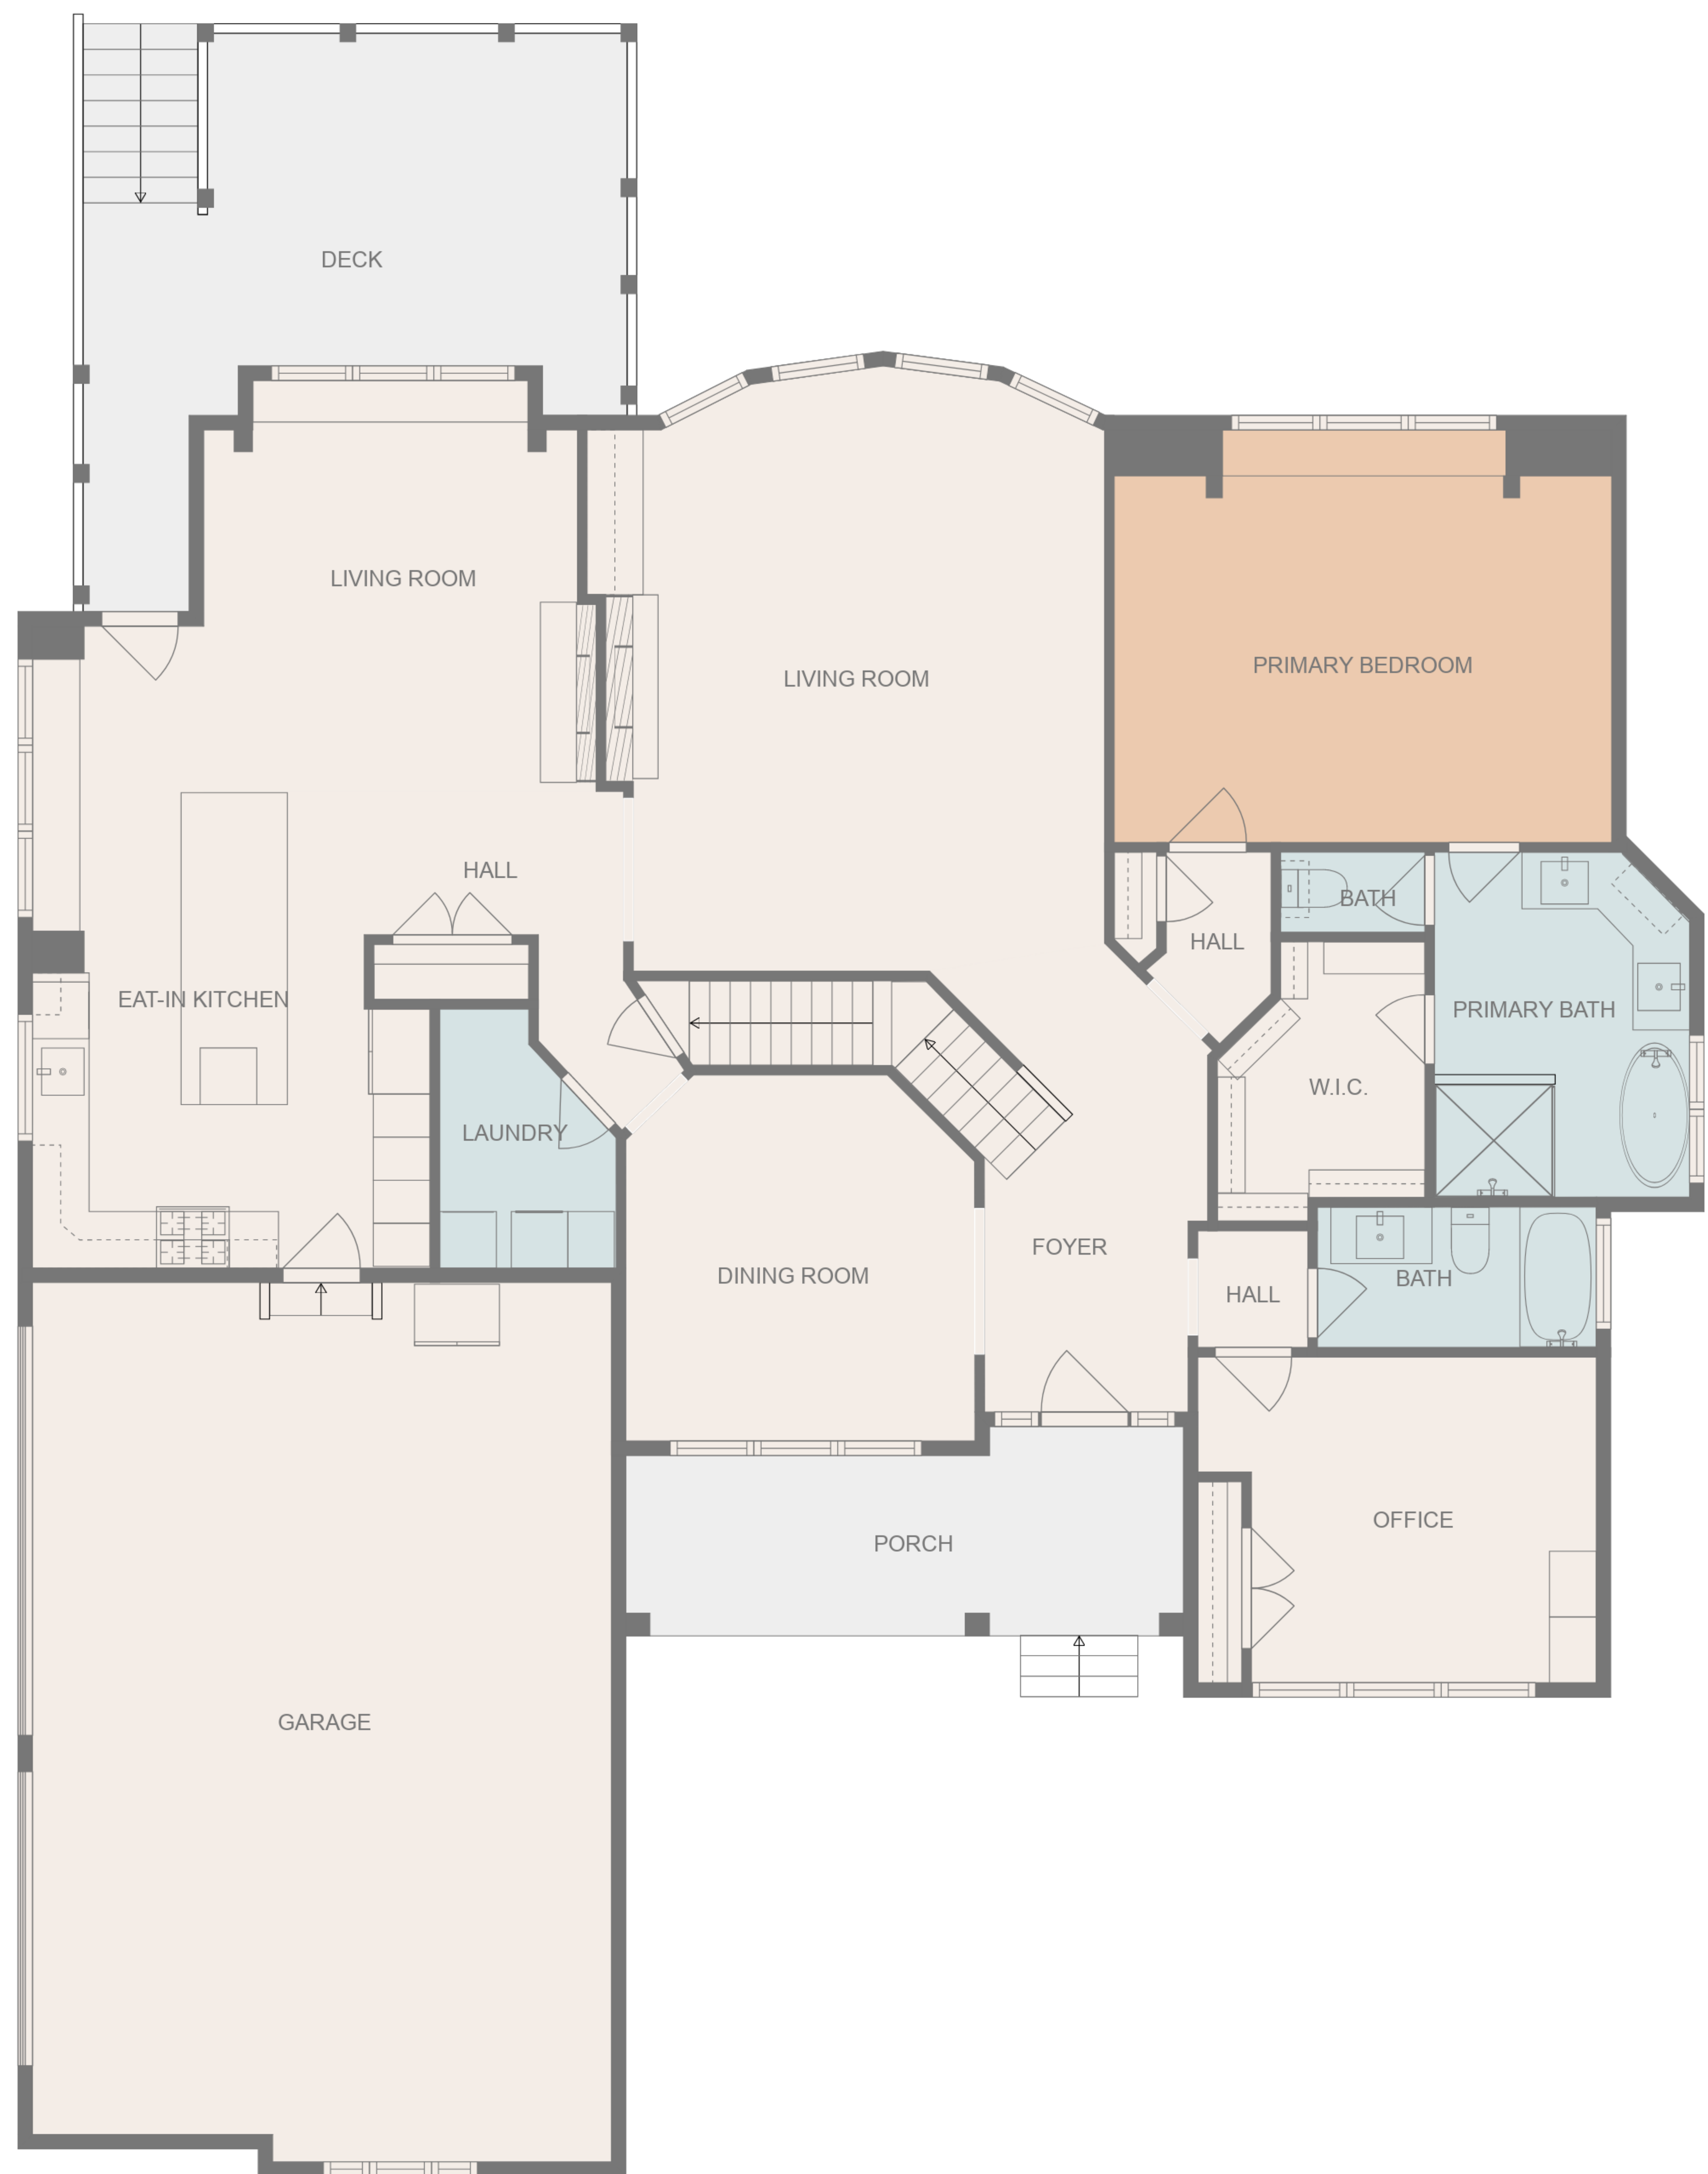 DECK
LIVING ROOM
LIVING ROOM
PRIMARY BEDROOM
HALL
BATH
HALL
EAT-IN KITCHEN
PRIMARY BATH
W.I.C.
LAUNDRY
FOYER
DINING ROOM
BATH
HALL
OFFICE
PORCH
GARAGE